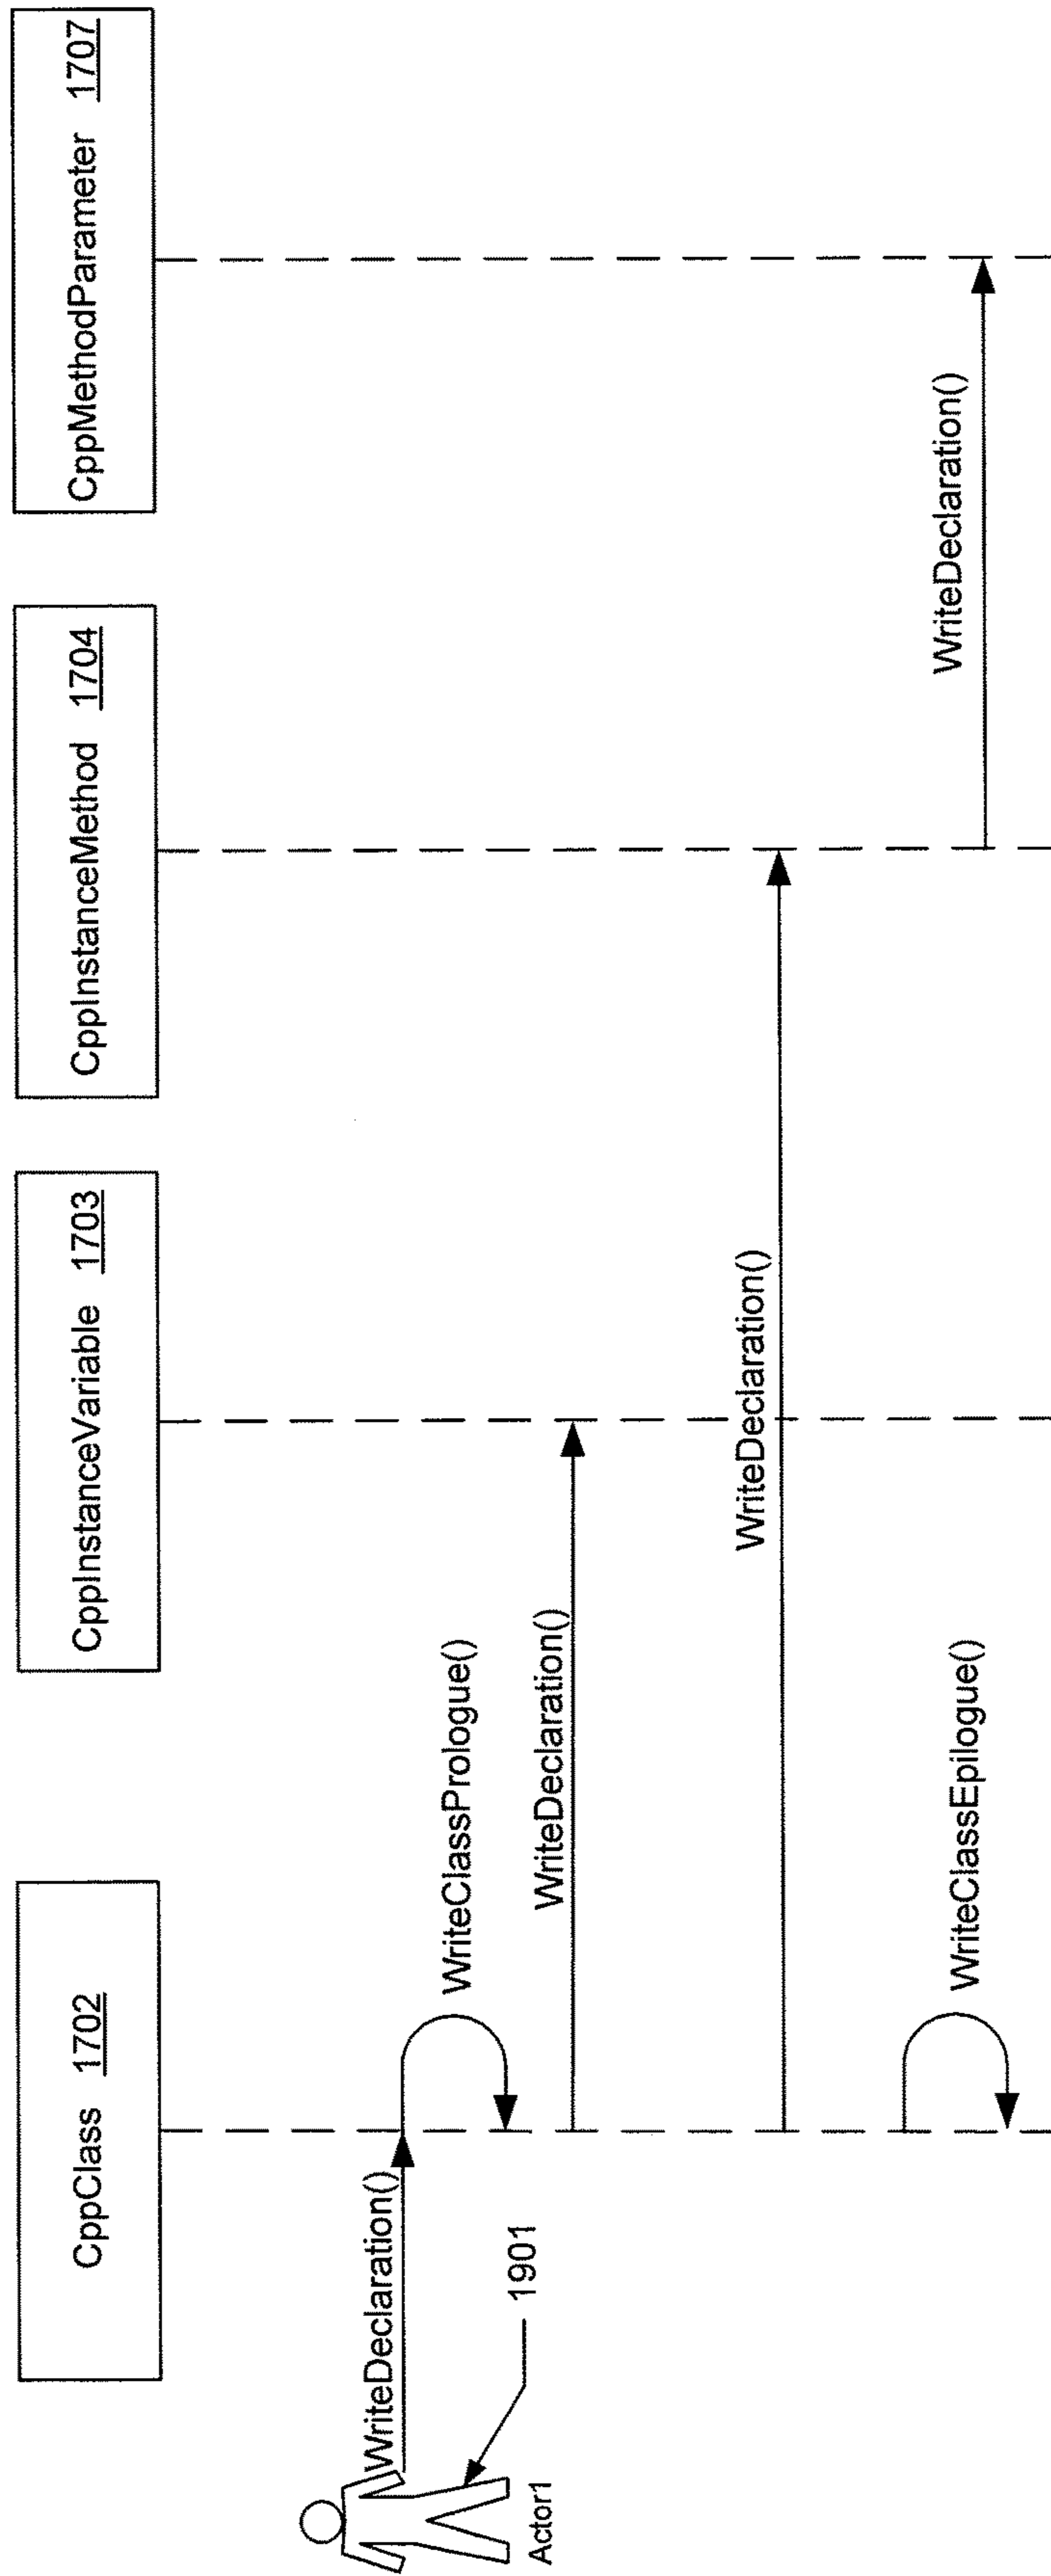 CppClass 1702
CppInstanceVariable 1703
CppInstanceMethod 1704
CppMethodParameter 1707
WriteDeclaration()
WriteClassPrologue()
1901
Actor1
WriteDeclaration()
WriteDeclaration()
WriteDeclaration()
WriteClassEpilogue()